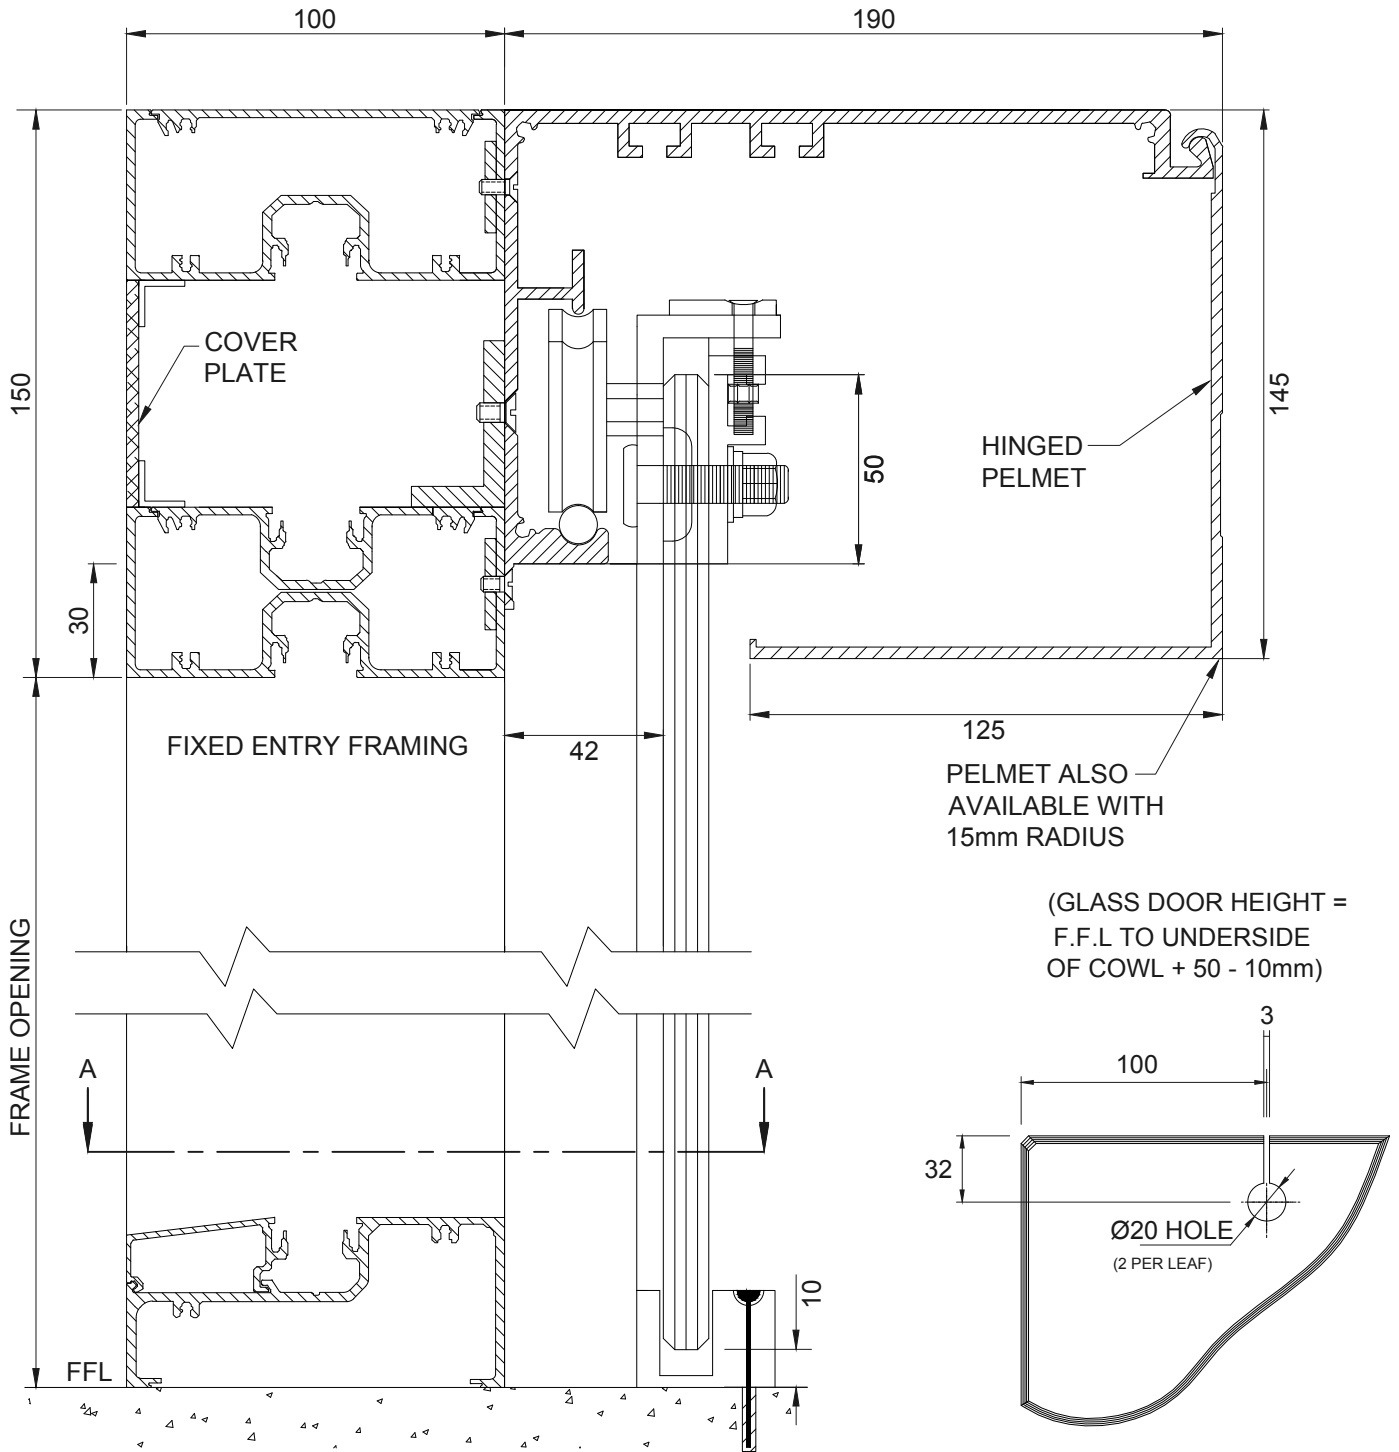 100
190
150
COVER
PLATE
HINGED
PELMET
145
50
30
FIXED ENTRY FRAMING
42
125
PELMET ALSO
AVAILABLE WITH
15mm RADIUS
(GLASS DOOR HEIGHT =
F.F.L TO UNDERSIDE
OF COWL + 50 - 10mm)
FRAME OPENING
A
A
3
100
32
Ø20 HOLE
(2 PER LEAF)
10
FFL